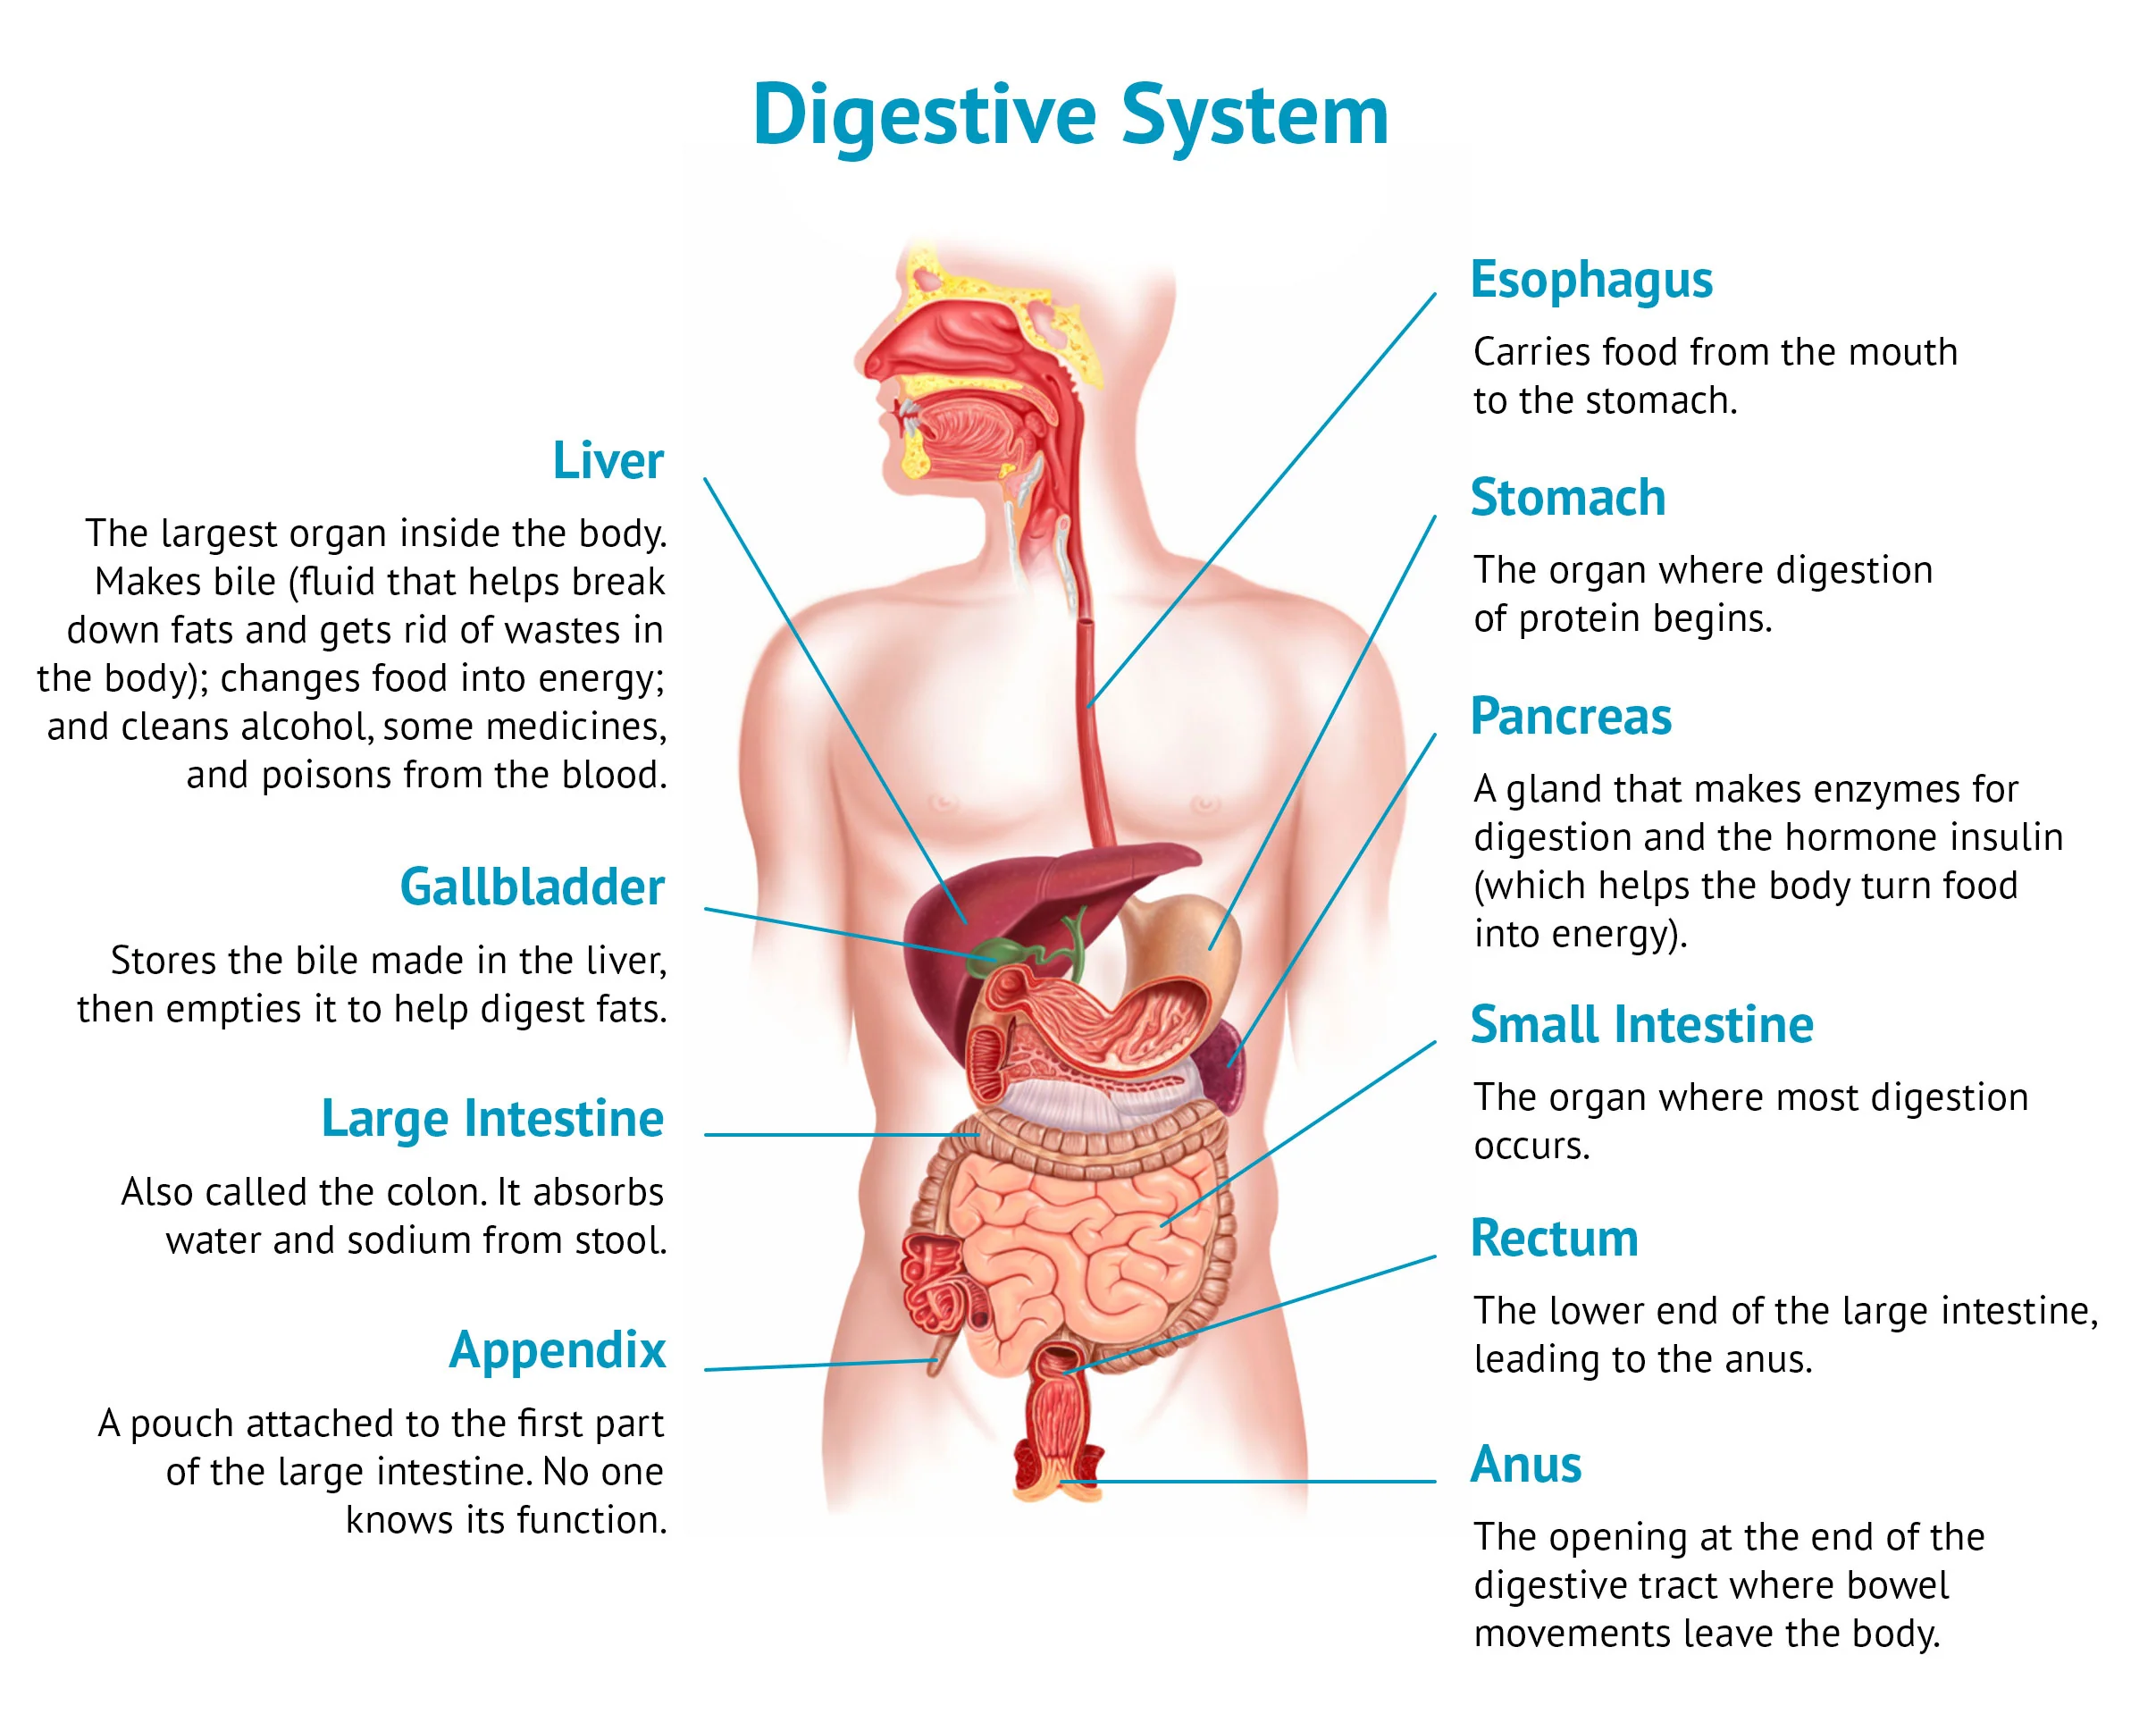 Digestive System
Liver
The largest organ inside the body.
Makes bile (fluid that helps break
down fats and gets rid of wastes in
the body); changes food into energy;
and cleans alcohol, some medicines,
and poisons from the blood.
Gallbladder
Stores the bile made in the liver,
then empties it to help digest fats.
Large Intestine
Also called the colon. It absorbs
water and sodium from stool.
Appendix
A pouch attached to the first part
of the large intestine. No one
knows its function.
Esophagus
Carries food from the mouth
to the stomach.
Stomach
The organ where digestion
of protein begins.
Pancreas
A gland that makes enzymes for
digestion and the hormone insulin
(which helps the body turn food
into energy).
Small Intestine
The organ where most digestion
occurs.
Rectum
The lower end of the large intestine,
leading to the anus.
Anus
The opening at the end of the
digestive tract where bowel
movements leave the body.